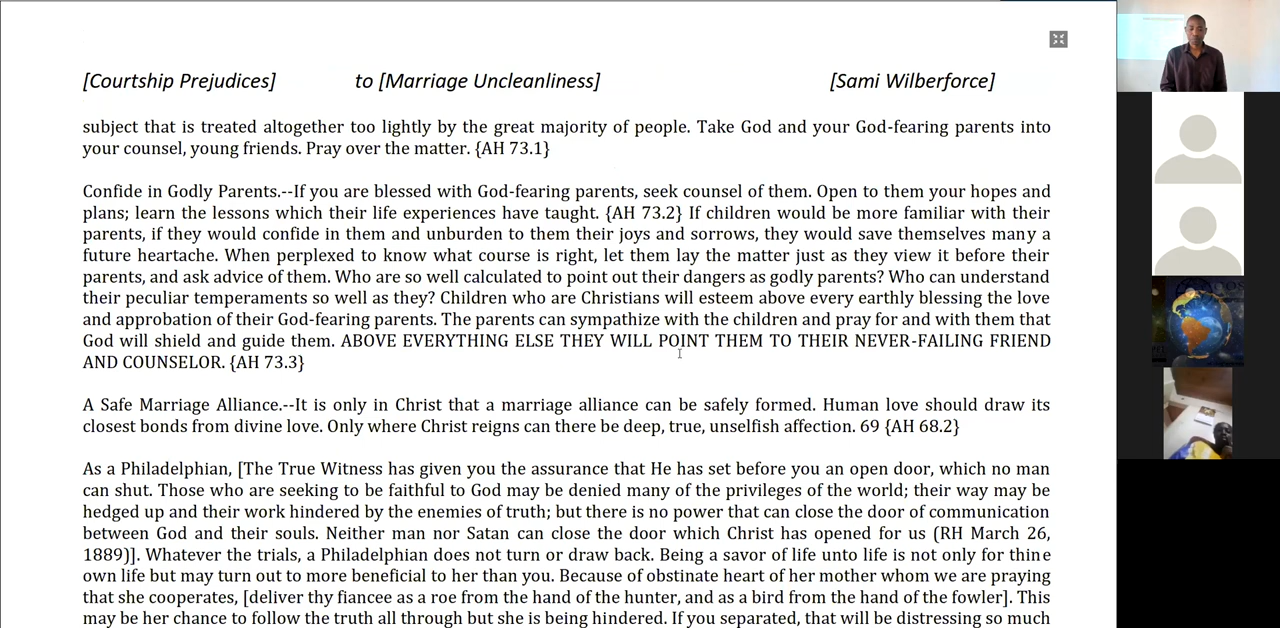 [Courtship Prejudices] to [Marriage Uncleanliness] [Sami Wilberforce]
subject that is treated altogether too lightly by the great majority of people. Take God and your God-fearing parents into
your counsel, young friends. Pray over the matter. {AH 73.1}
Confide in Godly Parents.--If you are blessed with God-fearing parents, seek counsel of them. Open to them your hopes and
plans; learn the lessons which their life experiences have taught. {AH 73.2} If children would be more familiar with their
parents, if they would confide in them and unburden to them their joys and sorrows, they would save themselves many a
future heartache. When perplexed to know what course is right, let them lay the matter just as they view it before their
parents, and ask advice of them. Who are so well calculated to point out their dangers as godly parents? Who can understand
their peculiar temperaments so well as they? Children who are Christians will esteem above every earthly blessing the love
and approbation of their God-fearing parents. The parents can sympathize with the children and pray for and with them that
God will shield and guide them. ABOVE EVERYTHING ELSE THEY WILL POINT THEM TO THEIR NEVER-FAILING FRIEND
AND COUNSELOR. {AH 73.3}
A Safe Marriage Alliance.--It is only in Christ that a marriage alliance can be safely formed. Human love should draw its
closest bonds from divine love. Only where Christ reigns can there be deep, true, unselfish affection. 69 {AH 68.2}
As a Philadelphian, [The True Witness has given you the assurance that He has set before you an open door, which no man
can shut. Those who are seeking to be faithful to God may be denied many of the privileges of the world; their way may be
hedged up and their work hindered by the enemies of truth; but there is no power that can close the door of communication
between God and their souls. Neither man nor Satan can close the door which Christ has opened for us (RH March 26,
1889)]. Whatever the trials, a Philadelphian does not turn or draw back. Being a savor of life unto life is not only for thine
own life but may turn out to more beneficial to her than you. Because of obstinate heart of her mother whom we are praying
that she cooperates, [deliver thy fiancee as a roe from the hand of the hunter, and as a bird from the hand of the fowler]. This
may be her chance to follow the truth all through but she is being hindered. If you separated, that will be distressing so much